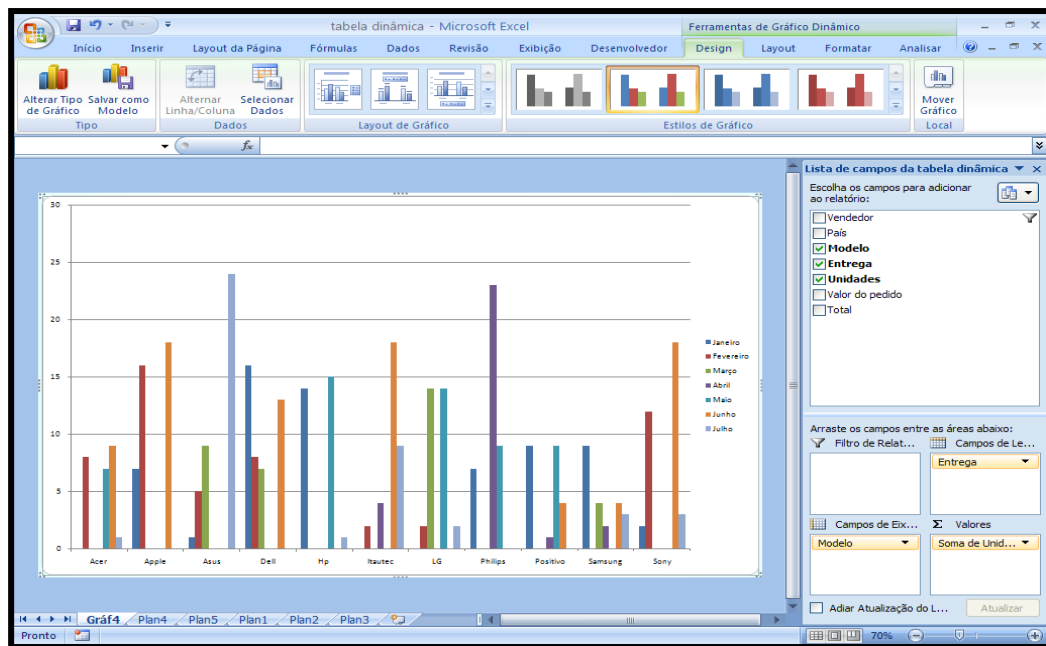 tabela dinâmica - Microsoft Excel
Ferramentas de Gráfico Dinâmico
Início Inserir Layout da Página Fórmulas Dados Revisão Exibição Desenvolvedor Design Layout Formatar Analisar
Alterar Tipo de Gráfico
Salvar como Modelo
Alternar Linha/Coluna
Selecionar Dados
Mover Gráfico
Tipo Dados Layout de Gráfico Estilos de Gráfico Local
fx
30
25
20
15
10
5
0
Acer Apple Asus Dell Hp Itautec LG Philips Positivo Samsung Sony
Janeiro
Fevereiro
Março
Abril
Maio
Junho
Julho
Lista de campos da tabela dinâmica
Escolha os campos para adicionar
ao relatório:
Vendedor
País
Modelo
Entrega
Unidades
Valor do pedido
Total
Arraste os campos entre as áreas abaixo:
Filtro de Relat... Campos de Le...
Entrega
Campos de Eix... Σ Valores
Modelo Soma de Unid...
Adiar Atualização do L... Atualizar
Gráf4 Plan4 Plan5 Plan1 Plan2 Plan3
Pronto 70%